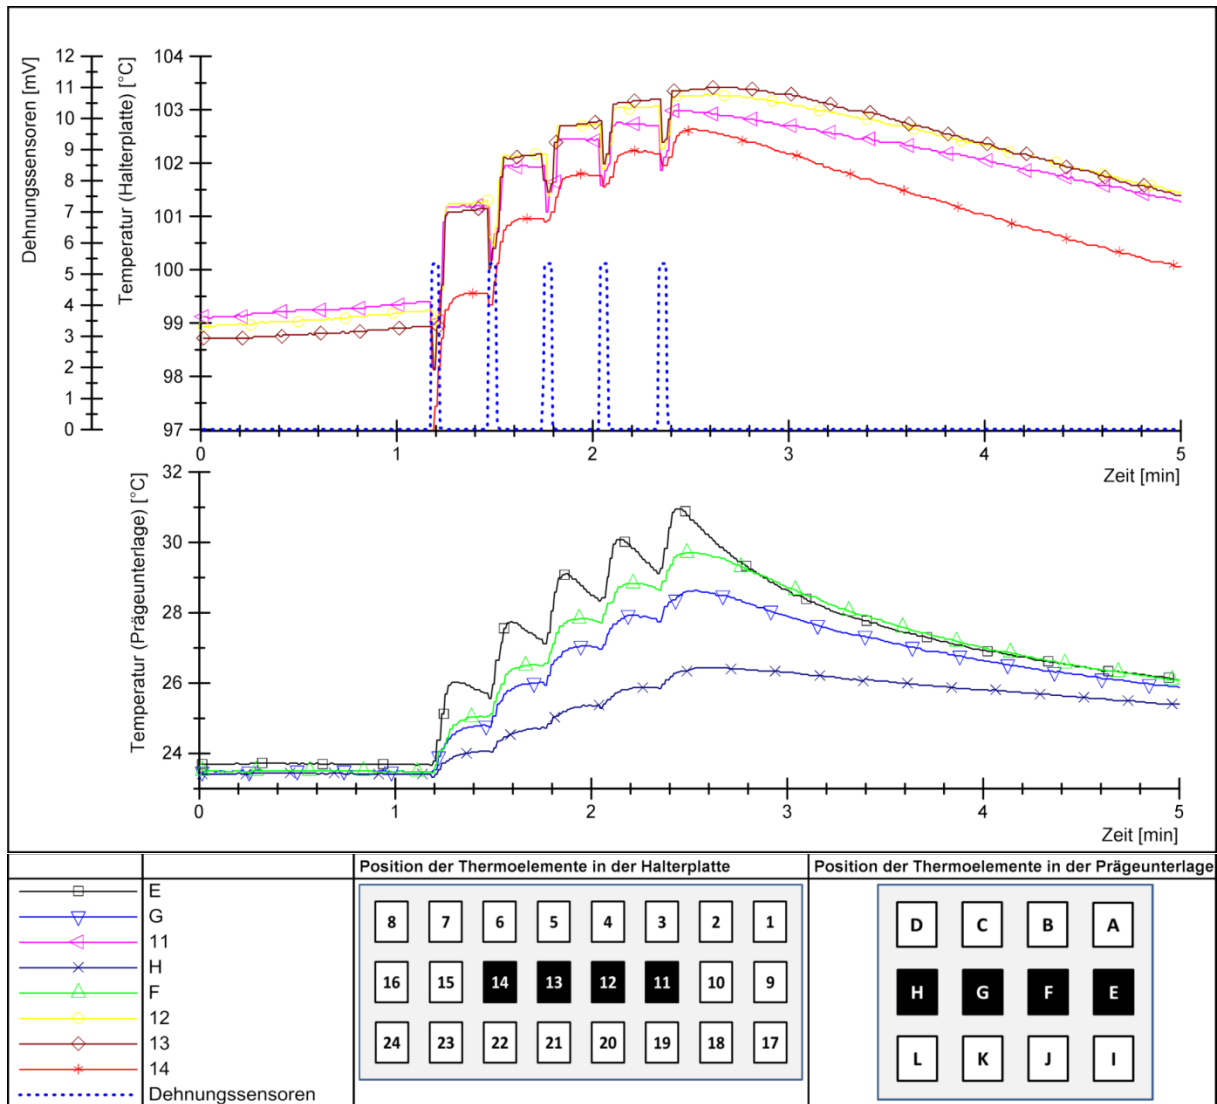 Dehnungssensoren [mV]
12
11
10
9
8
7
6
5
4
3
2
1
0
Temperatur (Halterplatte) [°C]
104
103
102
101
100
99
98
97
0
1
2
3
4
5
Zeit [min]
Temperatur (Prägeunterlage) [°C]
32
30
28
26
24
0
1
2
3
4
5
Zeit [min]
E
G
11
H
F
12
13
14
Dehnungssensoren
Position der Thermoelemente in der Halterplatte
8 7 6 5 4 3 2 1
16 15 14 13 12 11 10 9
24 23 22 21 20 19 18 17
Position der Thermoelemente in der Prägeunterlage
D C B A
H G F E
L K J I